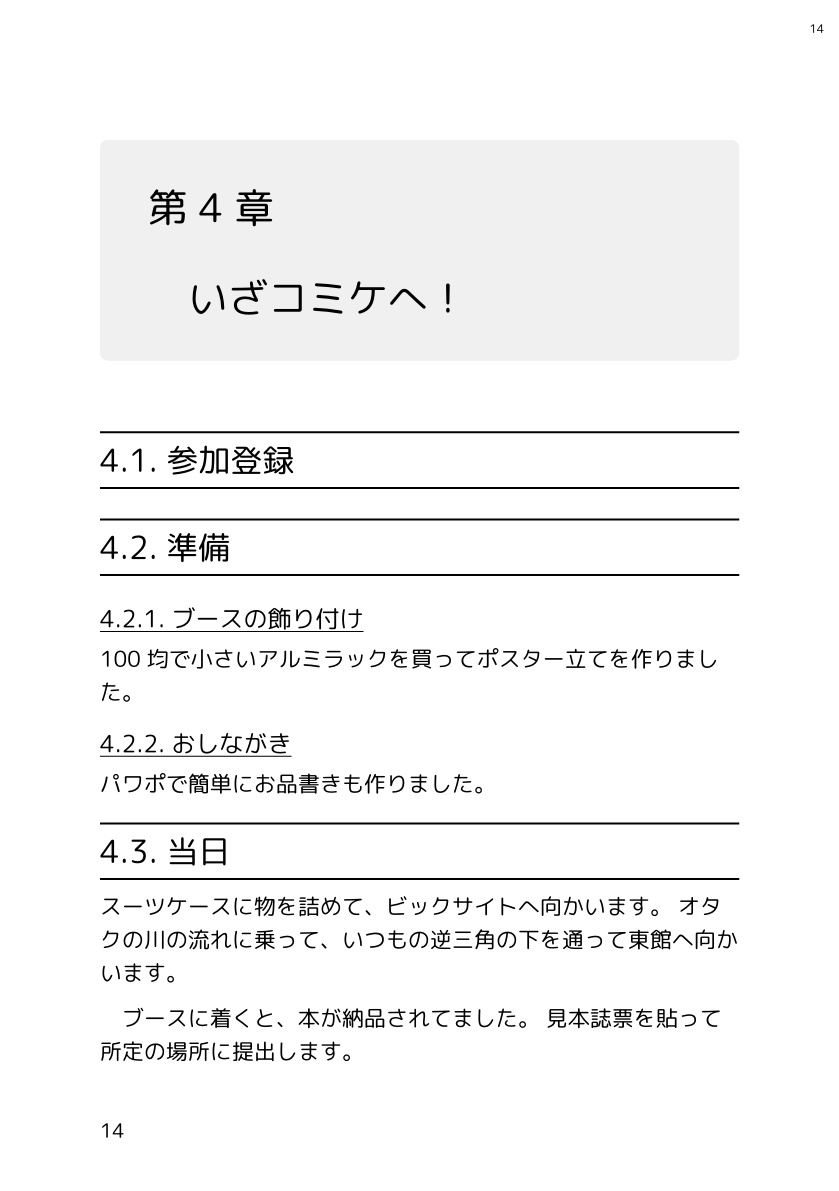 14
第 4 章
いざコミケへ！
4.1. 参加登録
4.2. 準備
4.2.1. ブースの飾り付け
100 均で小さいアルミラックを買ってポスター立てを作りまし
た。
4.2.2. おしながき
パワポで簡単にお品書きも作りました。
4.3. 当日
スーツケースに物を詰めて、ビックサイトへ向かいます。 オタ
クの川の流れに乗って、いつもの逆三角の下を通って東館へ向か
います。
　ブースに着くと、本が納品されてました。 見本誌票を貼って
所定の場所に提出します。
14